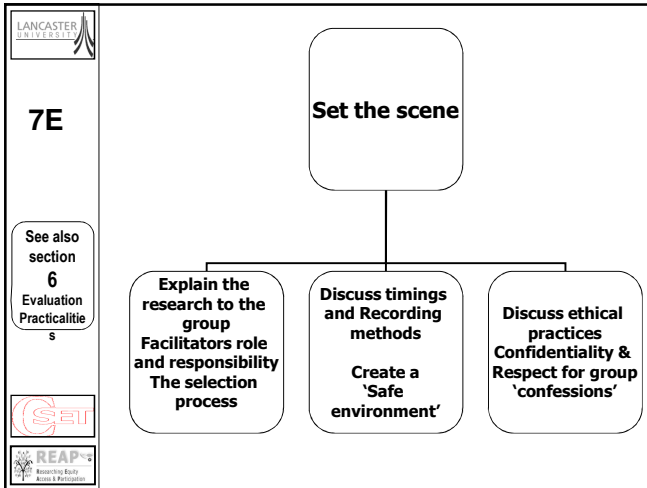 LANCASTER
UNIVERSITY
7E
See also
section
6
Evaluation
Practicalitie
s
CSET
REAP
Researching Equity
Access & Participation
Set the scene
Explain the
research to the
group
Facilitators role
and responsibility
The selection
process
Discuss timings
and Recording
methods
Create a
‘Safe
environment’
Discuss ethical
practices
Confidentiality &
Respect for group
‘confessions’